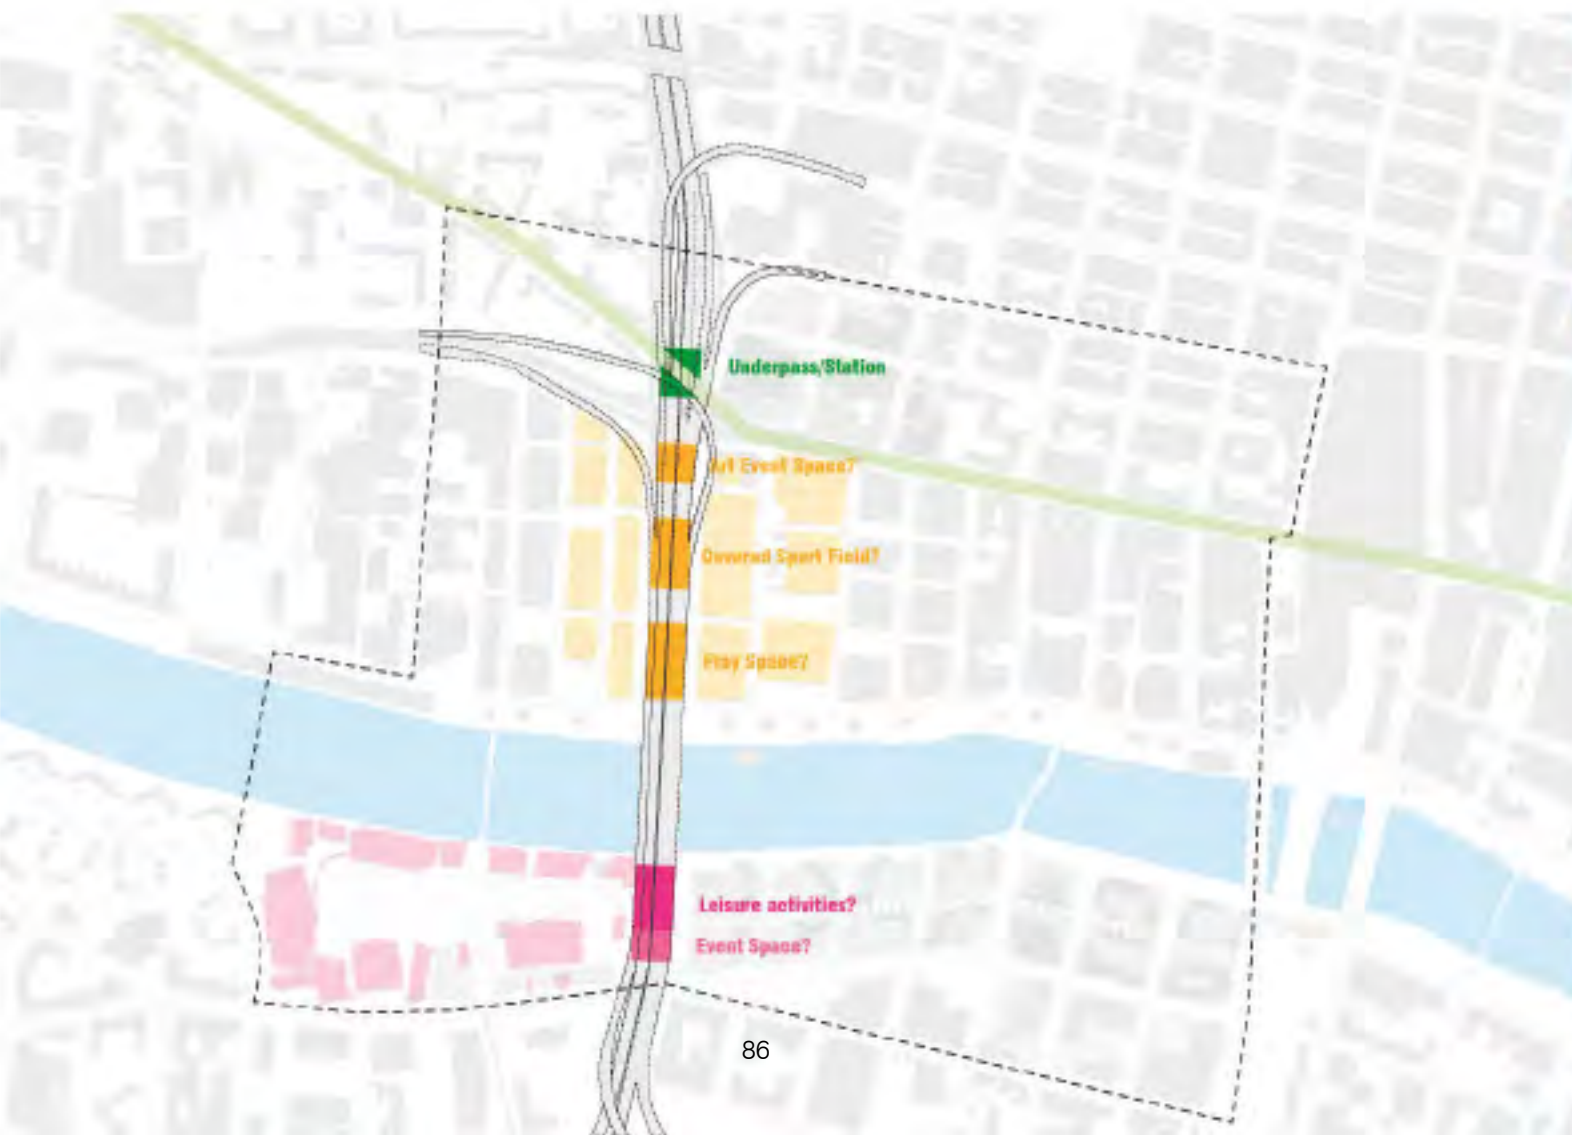 Underpass/Station
Art Event Space?
Covered Sport Field?
Play Space?
Leisure activities?
Event Space?
86